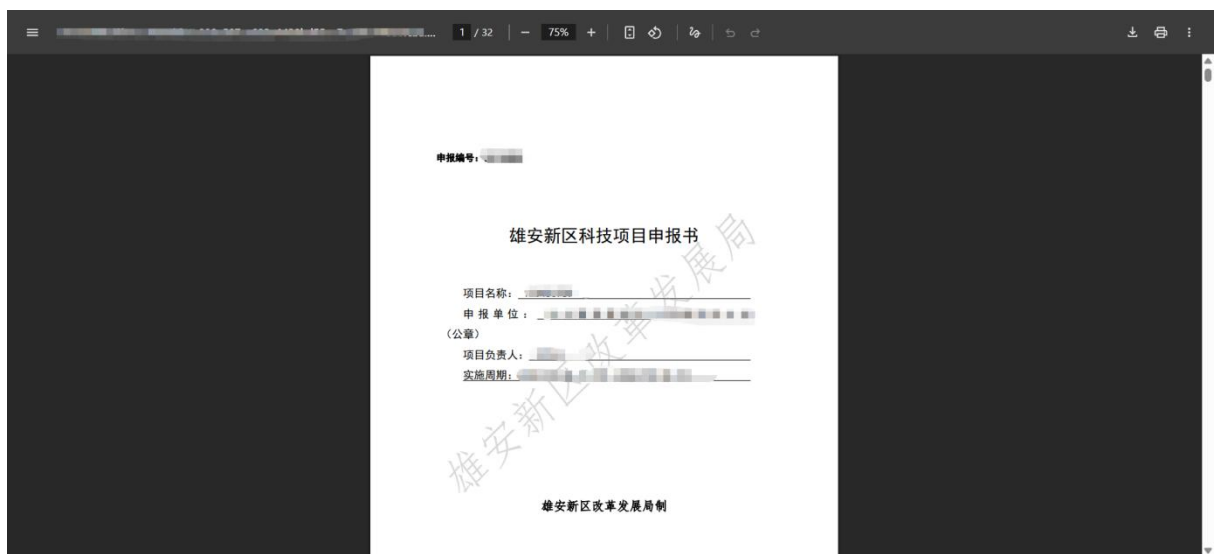 1 / 32
75%
申报编号：
雄安新区科技项目申报书
项目名称：
申报单位：
（公章）
项目负责人：
实施周期：
雄安新区改革发展局
雄安新区改革发展局制